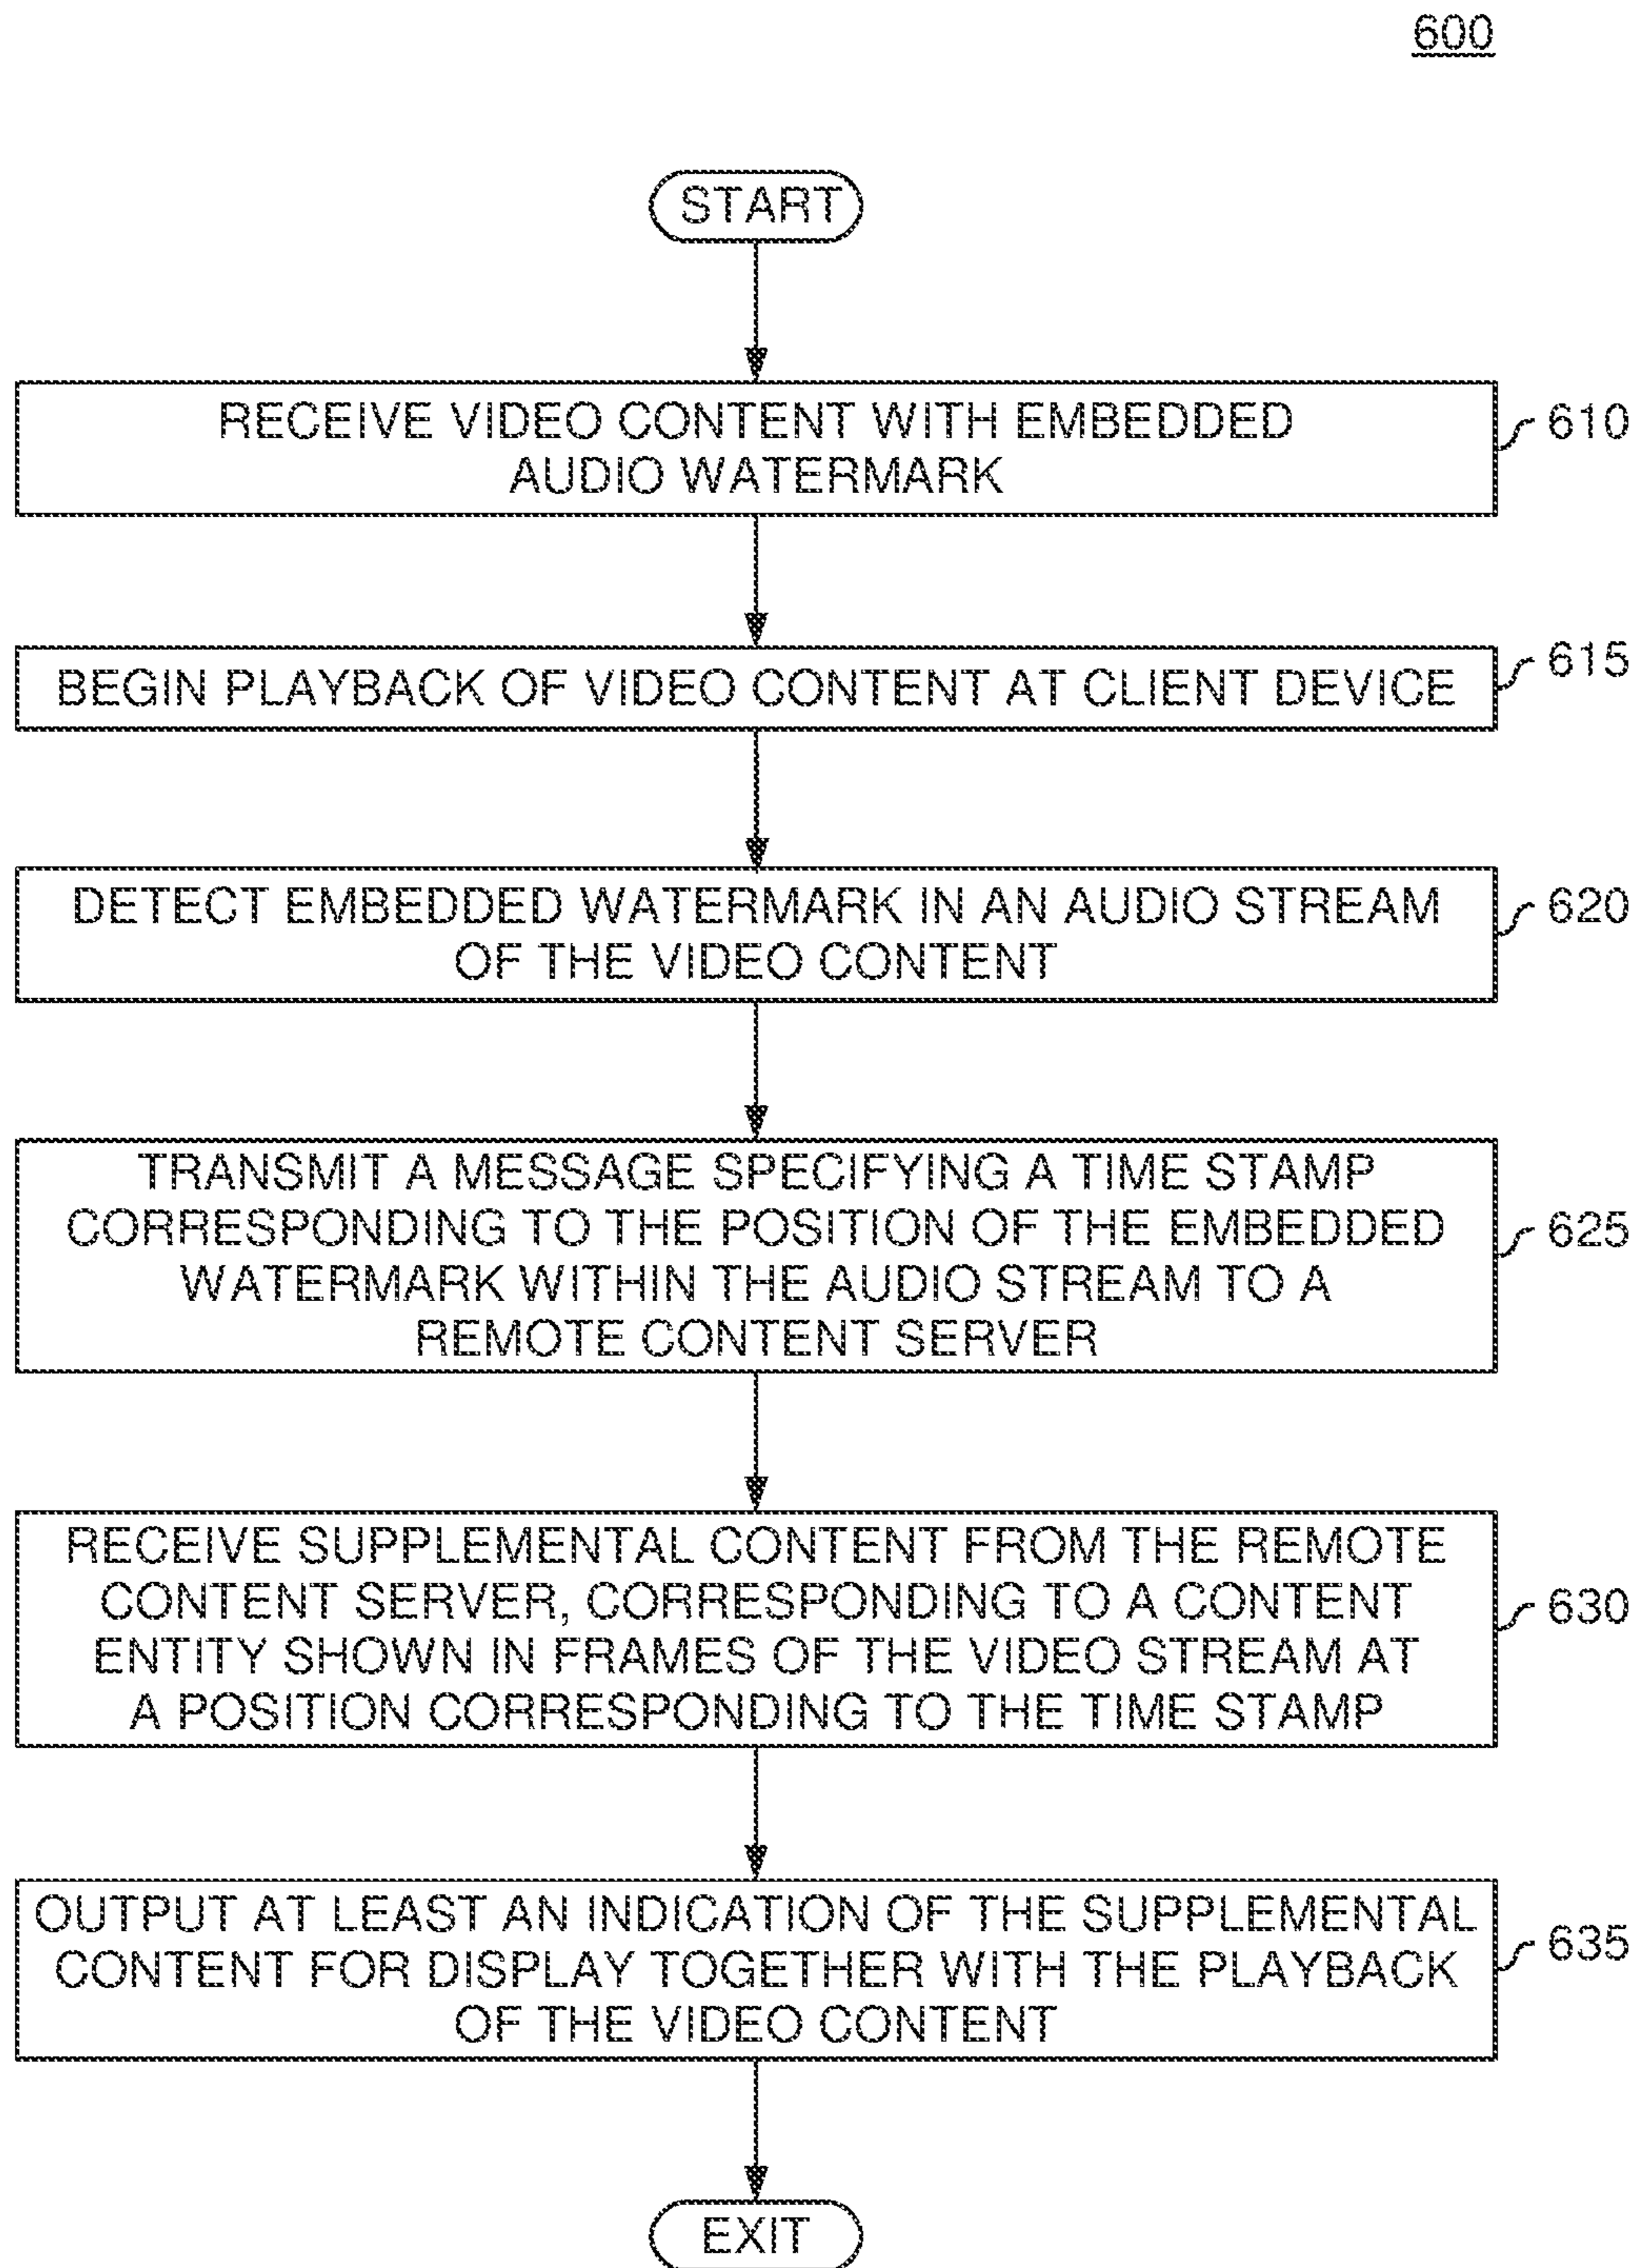 600
START
RECEIVE VIDEO CONTENT WITH EMBEDDED
AUDIO WATERMARK
610
BEGIN PLAYBACK OF VIDEO CONTENT AT CLIENT DEVICE
615
DETECT EMBEDDED WATERMARK IN AN AUDIO STREAM
OF THE VIDEO CONTENT
620
TRANSMIT A MESSAGE SPECIFYING A TIME STAMP
CORRESPONDING TO THE POSITION OF THE EMBEDDED
WATERMARK WITHIN THE AUDIO STREAM TO A
REMOTE CONTENT SERVER
625
RECEIVE SUPPLEMENTAL CONTENT FROM THE REMOTE
CONTENT SERVER, CORRESPONDING TO A CONTENT
ENTITY SHOWN IN FRAMES OF THE VIDEO STREAM AT
A POSITION CORRESPONDING TO THE TIME STAMP
630
OUTPUT AT LEAST AN INDICATION OF THE SUPPLEMENTAL
CONTENT FOR DISPLAY TOGETHER WITH THE PLAYBACK
OF THE VIDEO CONTENT
635
EXIT